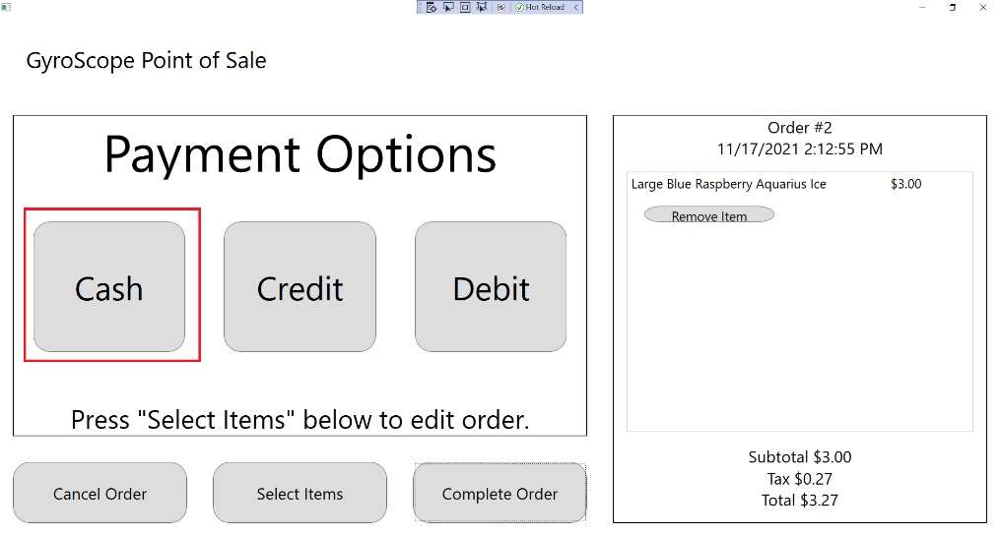 Hot Reload
GyroScope Point of Sale
Payment Options
Cash
Credit
Debit
Press "Select Items" below to edit order.
Cancel Order
Select Items
Complete Order
Order #2
11/17/2021 2:12:55 PM
Large Blue Raspberry Aquarius Ice $3.00
Remove Item
Subtotal $3.00
Tax $0.27
Total $3.27